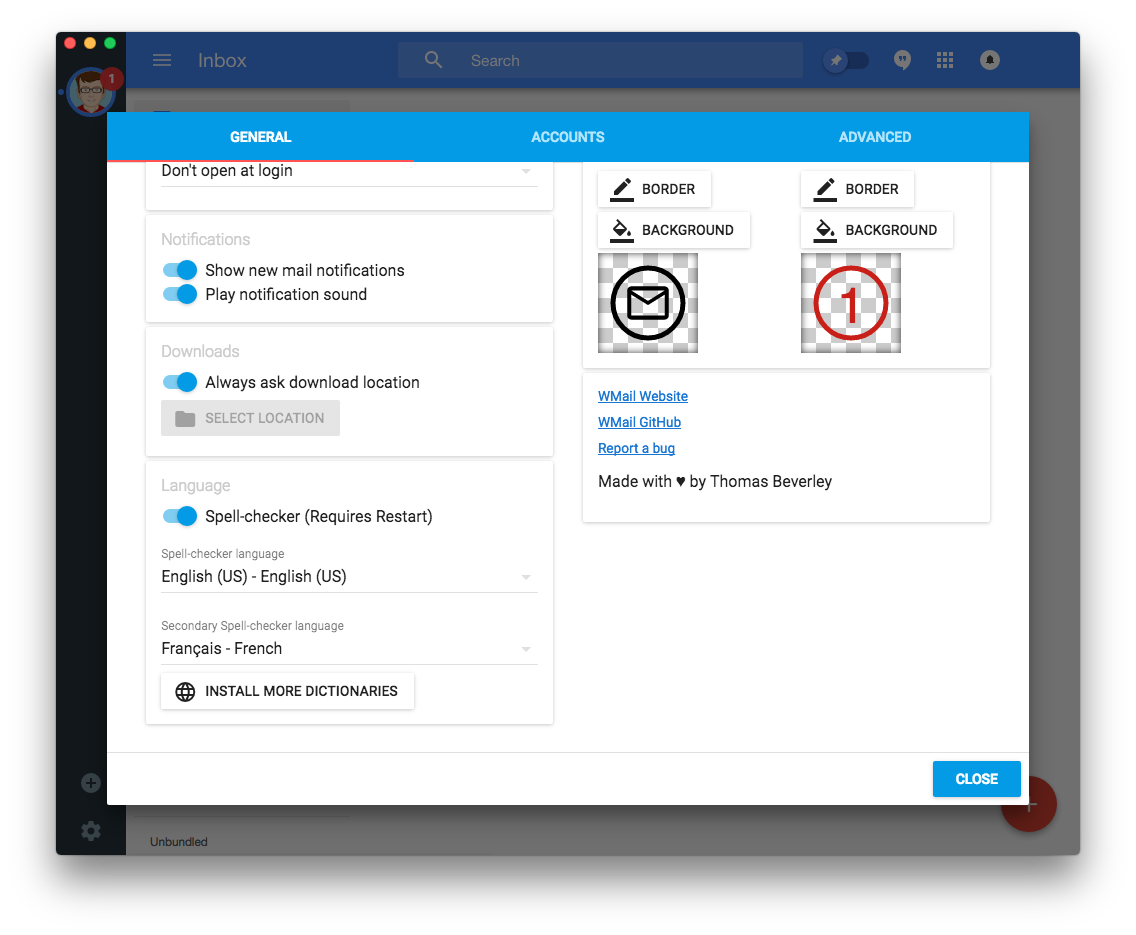 1
Inbox
Search
GENERAL
ACCOUNTS
ADVANCED
Don't open at login
Notifications
Show new mail notifications
Play notification sound
Downloads
Always ask download location
SELECT LOCATION
Language
Spell-checker (Requires Restart)
Spell-checker language
English (US) - English (US)
Secondary Spell-checker language
Français - French
INSTALL MORE DICTIONARIES
BORDER
BORDER
BACKGROUND
BACKGROUND
1
WMail Website
WMail GitHub
Report a bug
Made with ♥ by Thomas Beverley
CLOSE
Unbundled